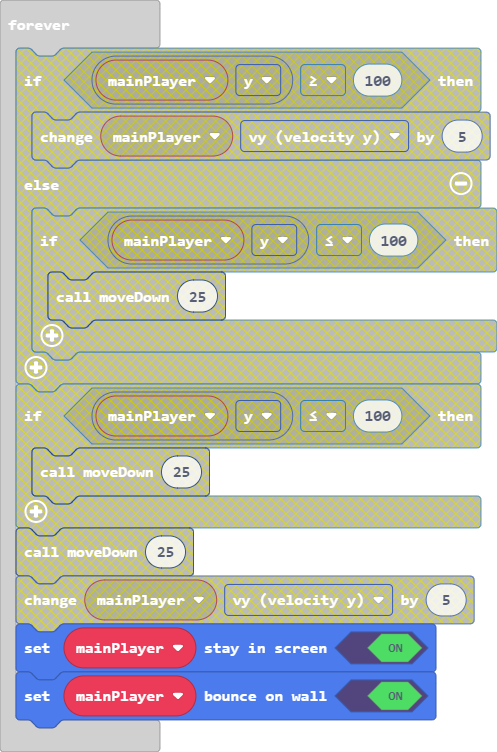 forever
if mainPlayer y ≥ 100 then
change mainPlayer vy (velocity y) by 5
else
if mainPlayer y ≤ 100 then
call moveDown 25
if mainPlayer y ≤ 100 then
call moveDown 25
call moveDown 25
change mainPlayer vy (velocity y) by 5
set mainPlayer stay in screen ON
set mainPlayer bounce on wall ON